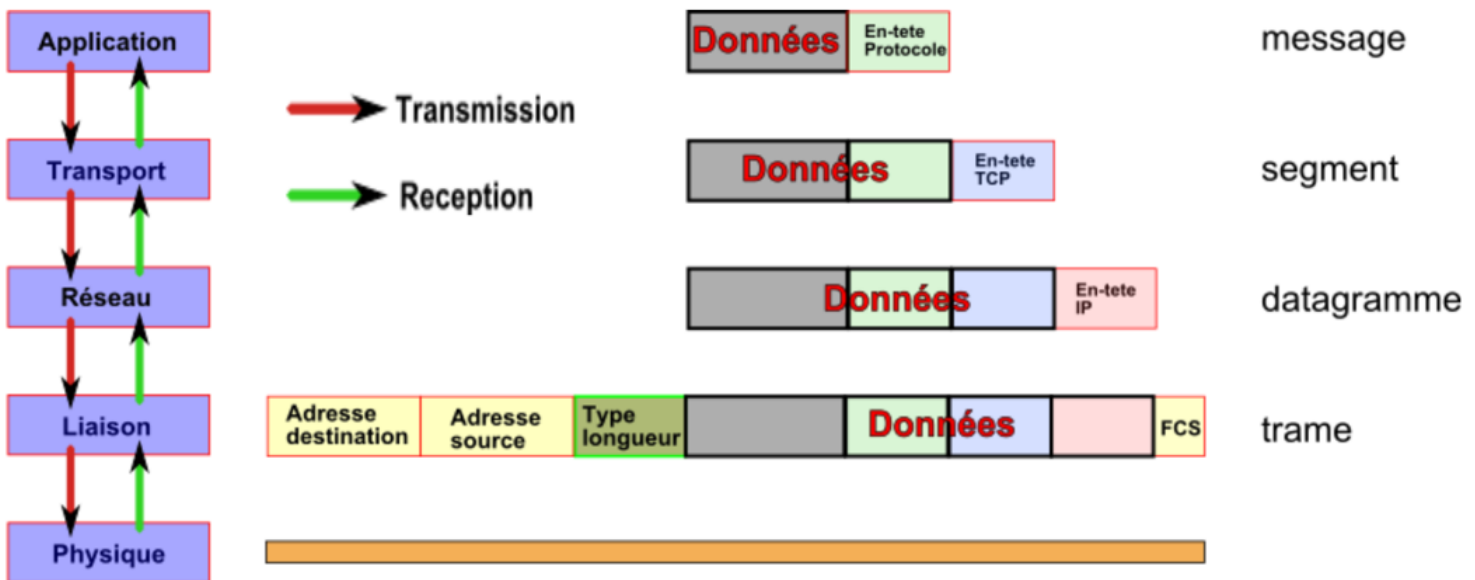 Application
Données
En-tete
Protocole
message
Transmission
Transport
Données
En-tete
TCP
segment
Reception
Réseau
Données
En-tete
IP
datagramme
Liaison
Adresse
destination
Adresse
source
Type
longueur
Données
FCS
trame
Physique